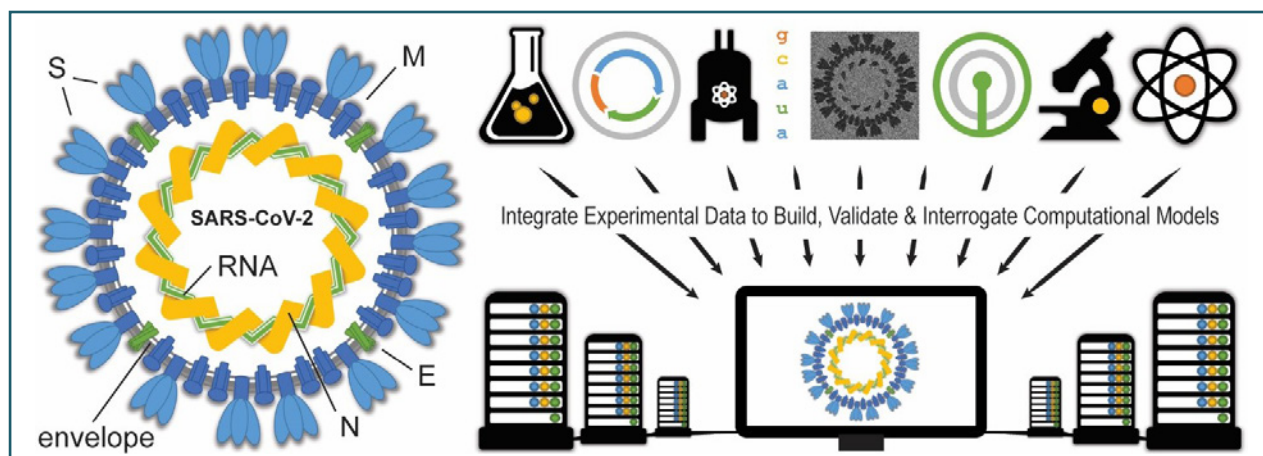 S
M
SARS-CoV-2
RNA
E
N
envelope
g
c
a
u
a
Integrate Experimental Data to Build, Validate & Interrogate Computational Models